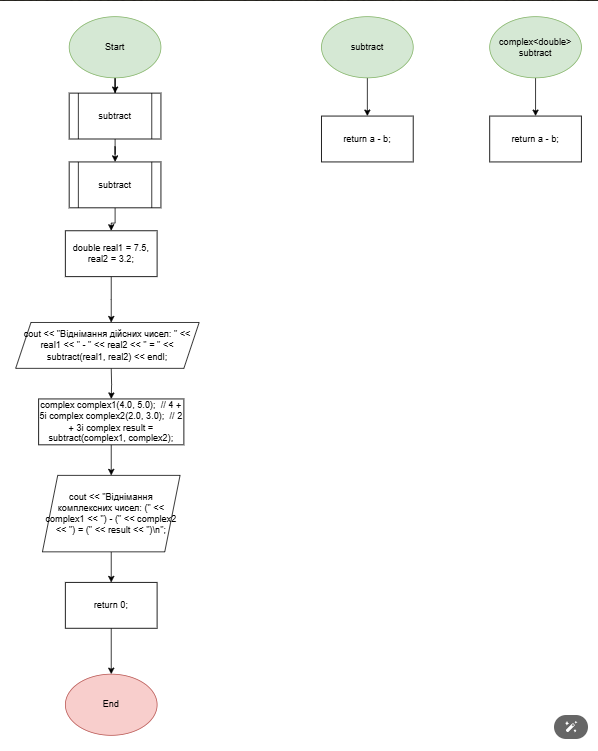 Start
subtract
subtract
double real1 = 7.5,
real2 = 3.2;
cout << "Віднімання дійсних чисел: " <<
real1 << " - " << real2 << " = " <<
subtract(real1, real2) << endl;
complex complex1(4.0, 5.0); // 4 +
5i complex complex2(2.0, 3.0); // 2
+ 3i complex result =
subtract(complex1, complex2);
cout << "Віднімання
комплексних чисел: (" <<
complex1 << ") - (" << complex2
<< ") = (" << result << ")\n";
return 0;
End
subtract
return a - b;
complex<double>
subtract
return a - b;